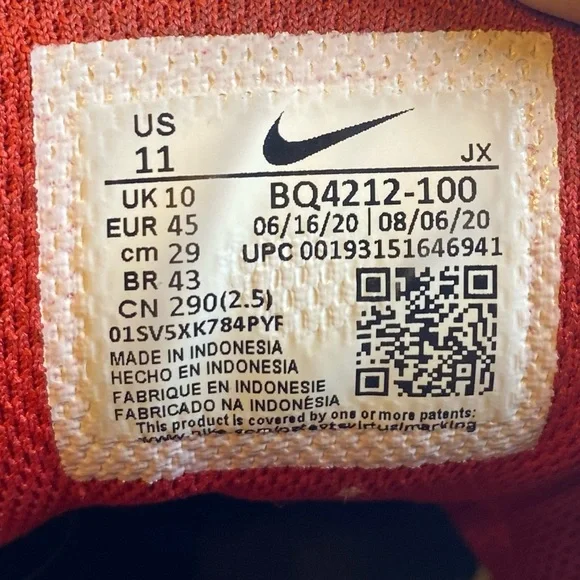 US
11
JX
UK 10
BQ4212-100
EUR 45
06/16/20 | 08/06/20
cm 29
UPC 00193151646941
BR 43
CN 290(2.5)
01SV5XK784PYF
MADE IN INDONESIA
HECHO EN INDONESIA
FABRIQUE EN INDONESIE
FABRICADO NA INDONÉSIA
This product is covered by one or more patents: